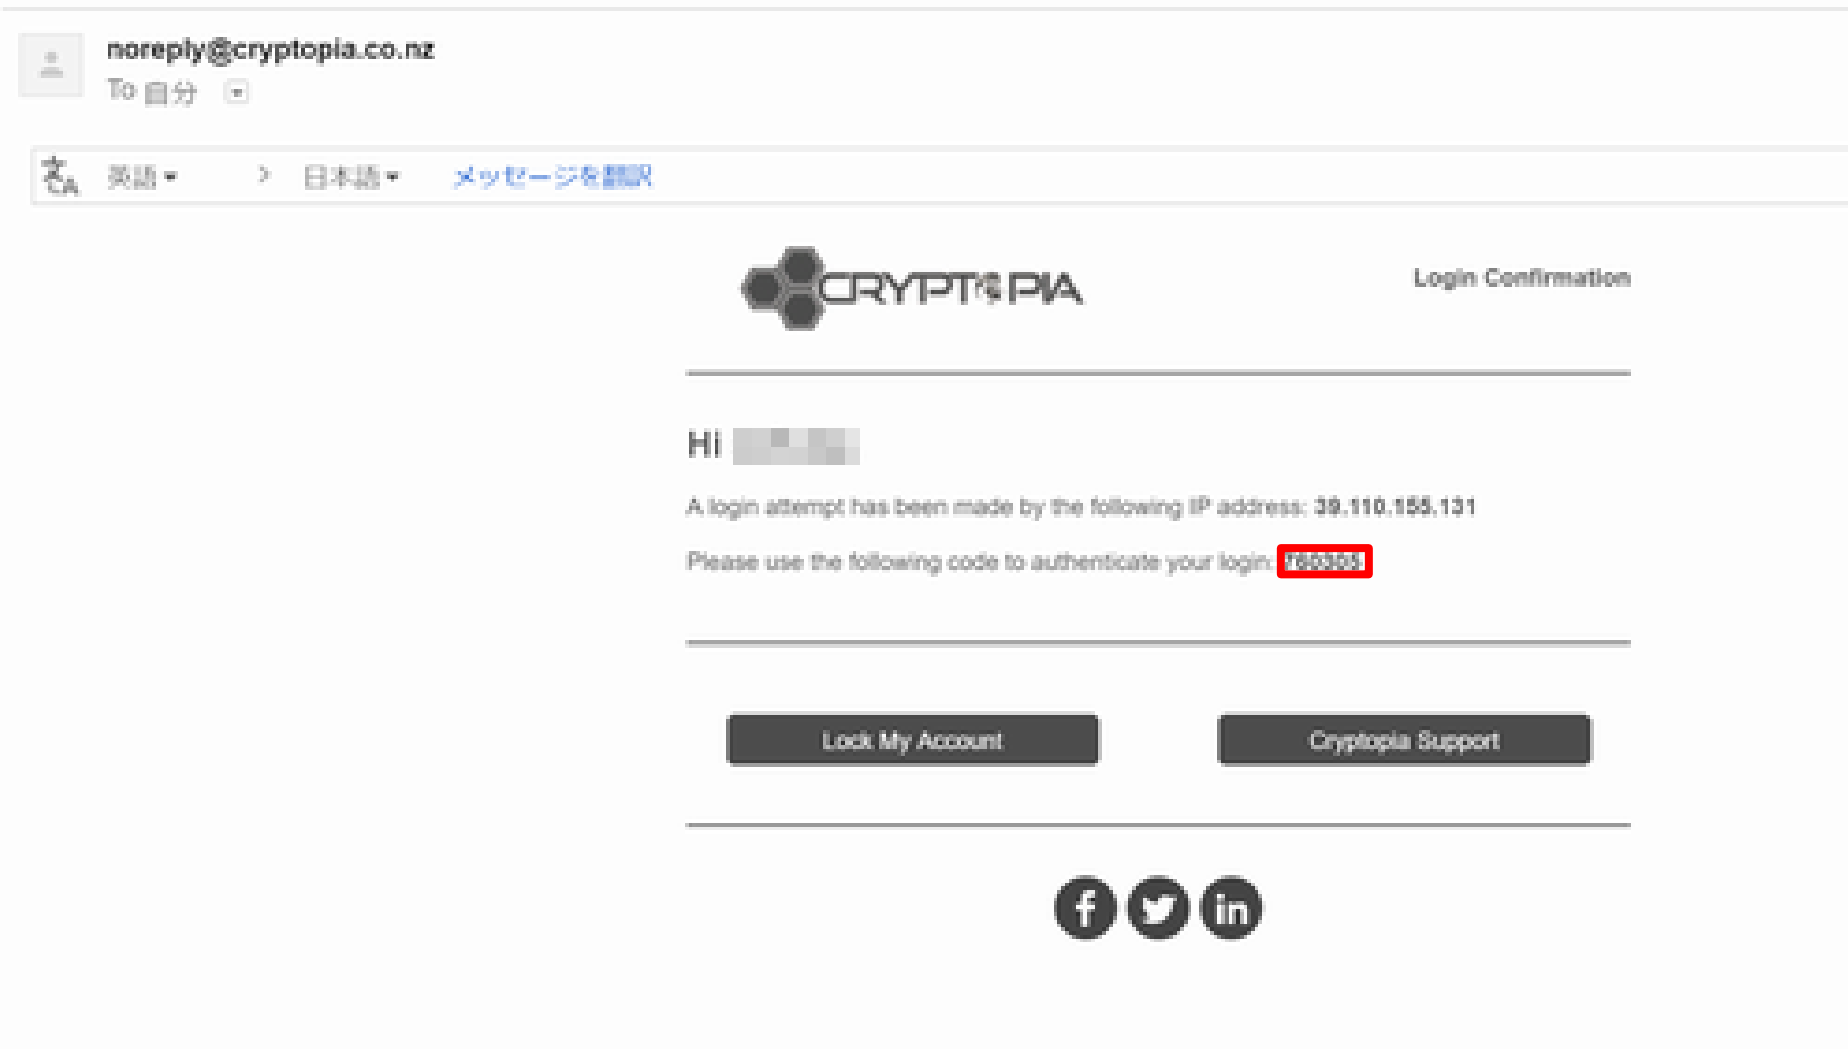 noreply@cryptopia.co.nz
To 自分
英語 > 日本語 メッセージを翻訳
CRYPTOPIA
Login Confirmation
Hi
A login attempt has been made by the following IP address: 39.110.155.131
Please use the following code to authenticate your login:
Lock My Account
Cryptopia Support